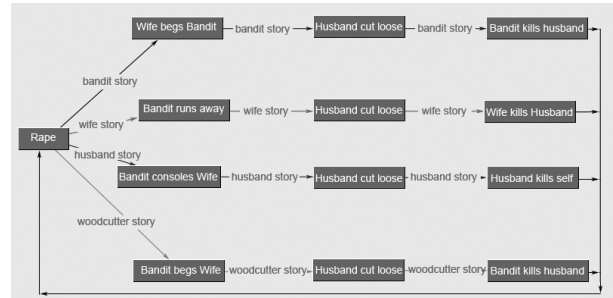 Wife begs Bandit
bandit story
Husband cut loose
bandit story
Bandit kills husband
bandit story
Bandit runs away
wife story
Husband cut loose
wife story
Wife kills Husband
wife story
Rape
husband story
Bandit consoles Wife
husband story
Husband cut loose
husband story
Husband kills self
woodcutter story
Bandit begs Wife
woodcutter story
Husband cut loose
woodcutter story
Bandit kills husband